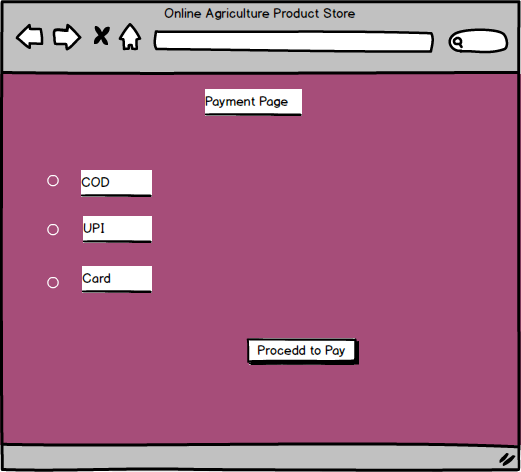 Online Agriculture Product Store
Payment Page
COD
UPI
Card
Procedd to Pay